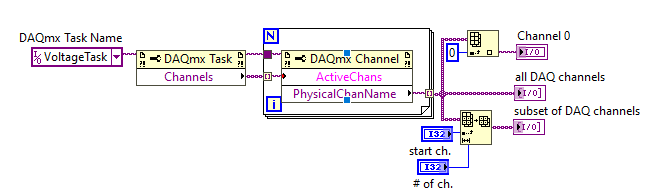 DAQmx Task Name
I/O VoltageTask
DAQmx Task
Channels
N
i
DAQmx Channel
ActiveChans
PhysicalChanName
0
Channel 0
I/O
all DAQ channels
I/O
subset of DAQ channels
I/O
I32
start ch.
I32
# of ch.